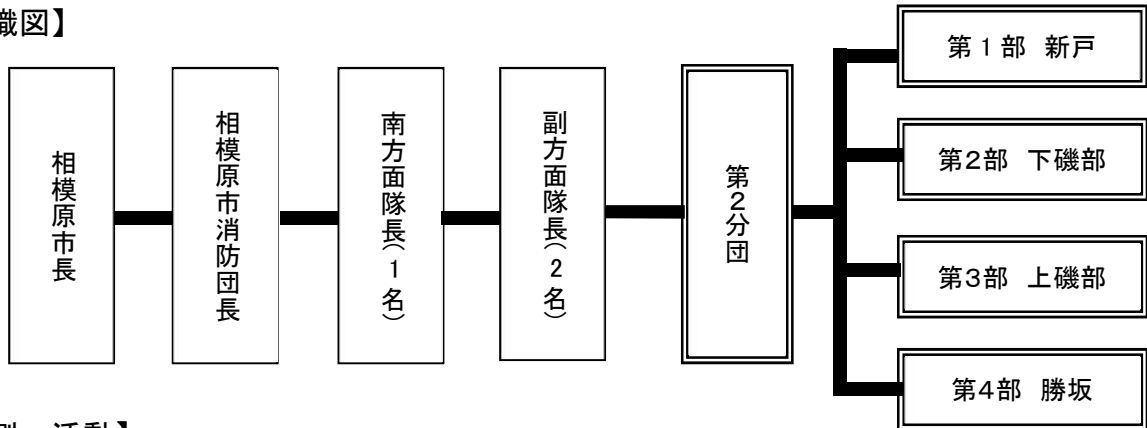 織図】
相模原市長
相模原市消防団長
南方面隊長(1名)
副方面隊長(2名)
第2分団
第1部 新戸
第2部 下磯部
第3部 上磯部
第4部 勝坂
活動】